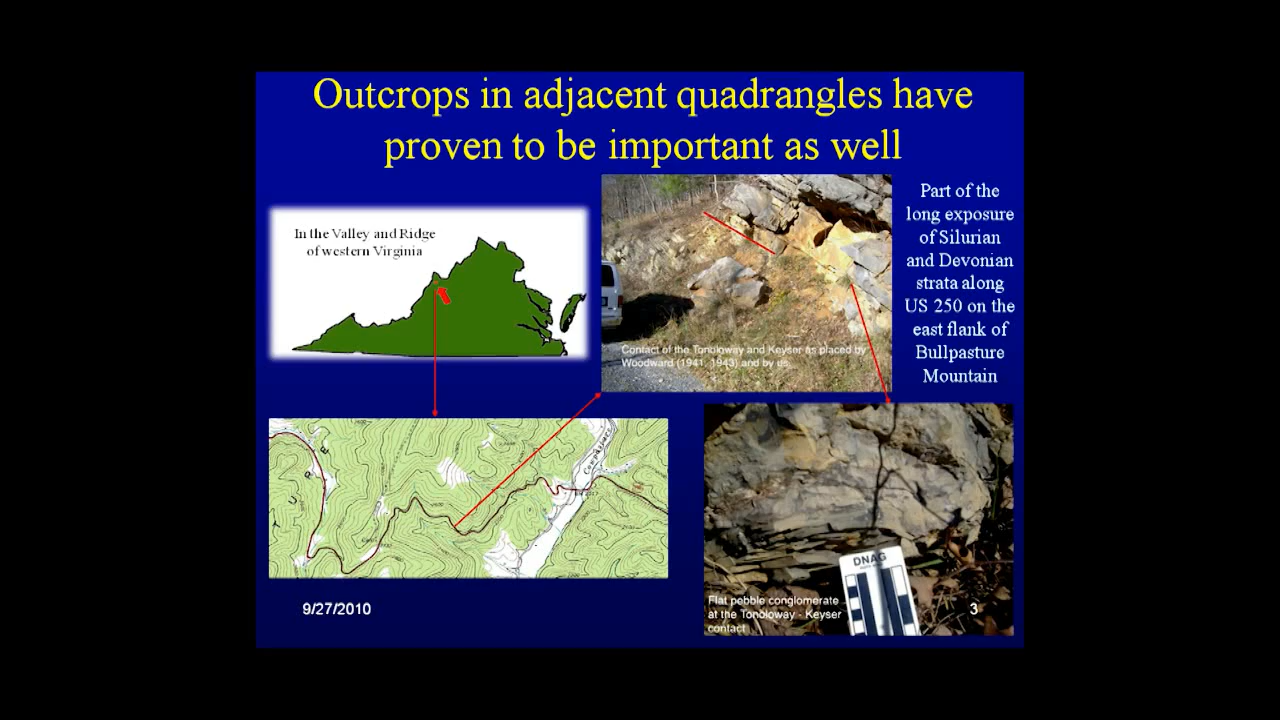 Outcrops in adjacent quadrangles have
proven to be important as well
In the Valley and Ridge
of western Virginia
Part of the
long exposure
of Silurian
and Devonian
strata along
US 250 on the
east flank of
Bullpasture
Mountain
Contact of the Tonoloway and Keyser as placed by
Woodward (1941, 1943) and by us.
DNAG
Flat pebble conglomerate
at the Tonoloway - Keyser
contact
9/27/2010
3